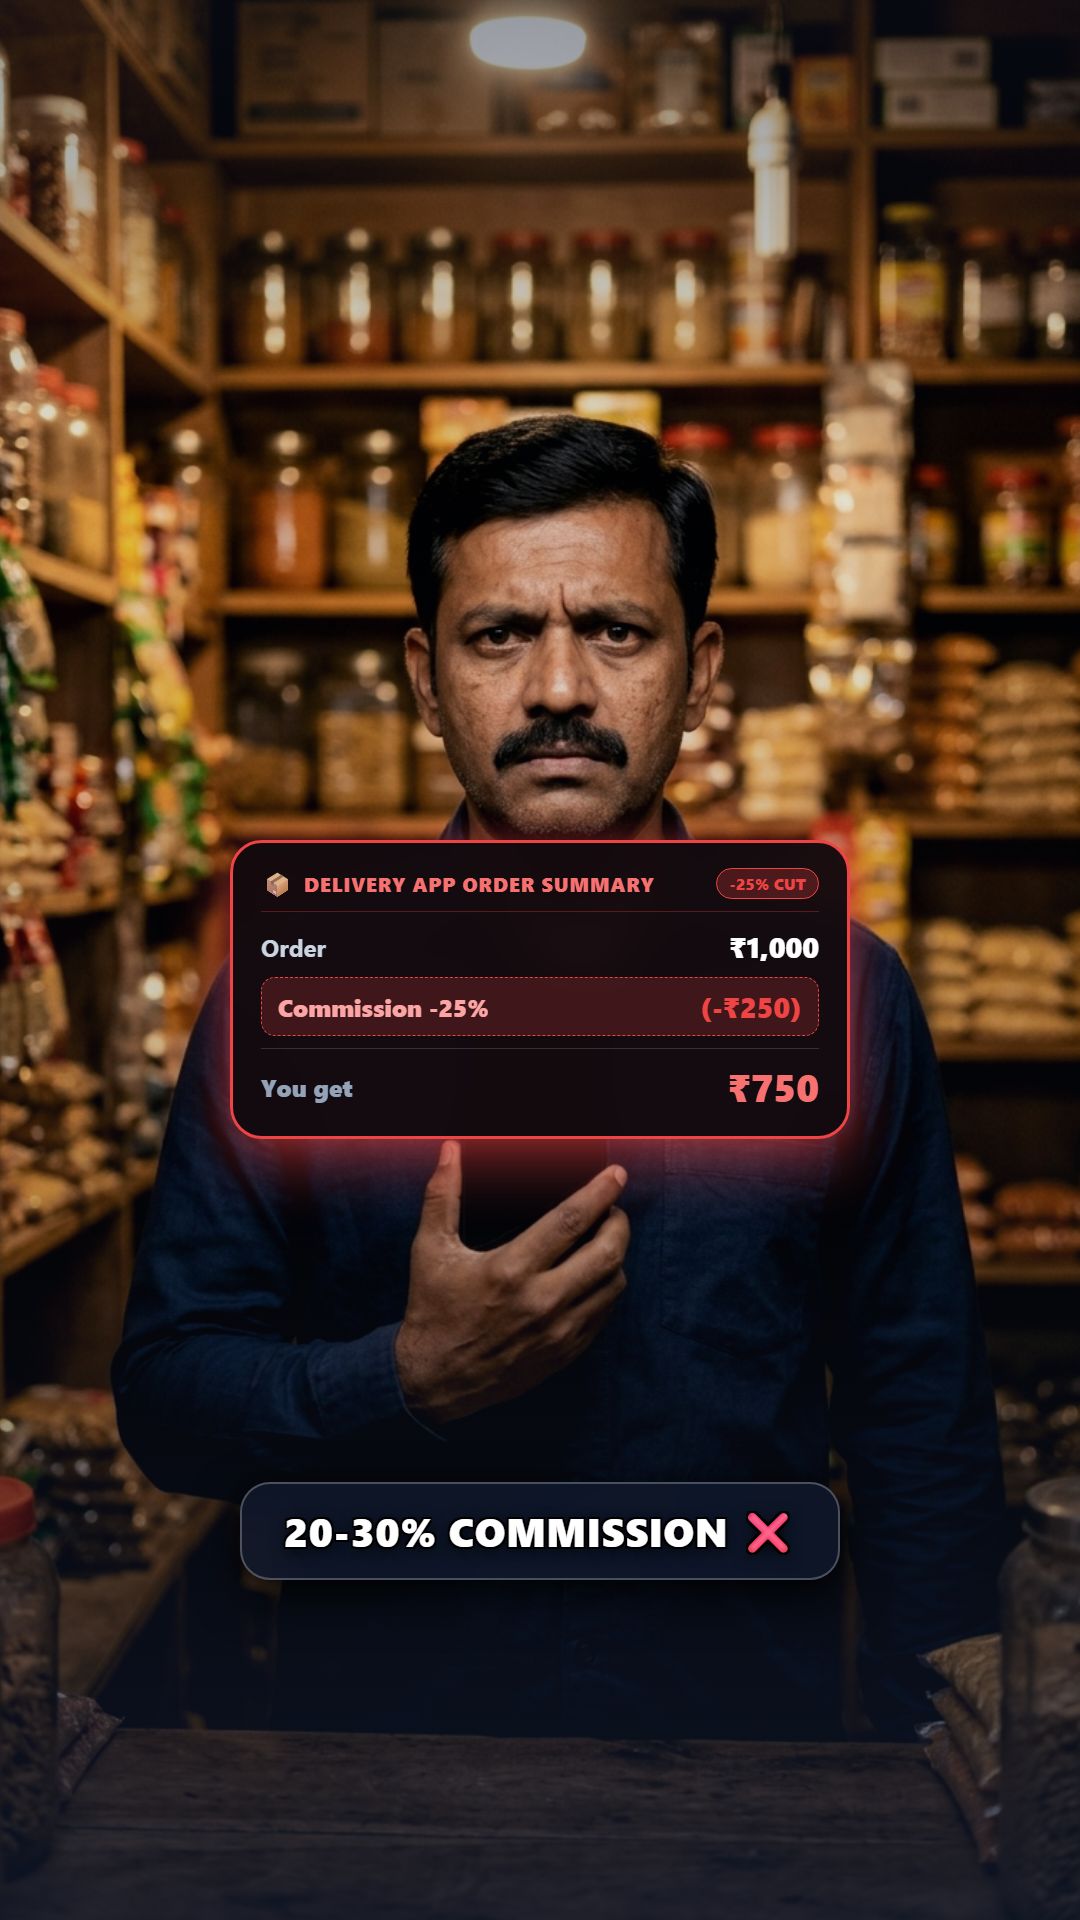 📦 DELIVERY APP ORDER SUMMARY -25% CUT
Order ₹1,000
Commission -25% (-₹250)
You get ₹750
20-30% COMMISSION ❌